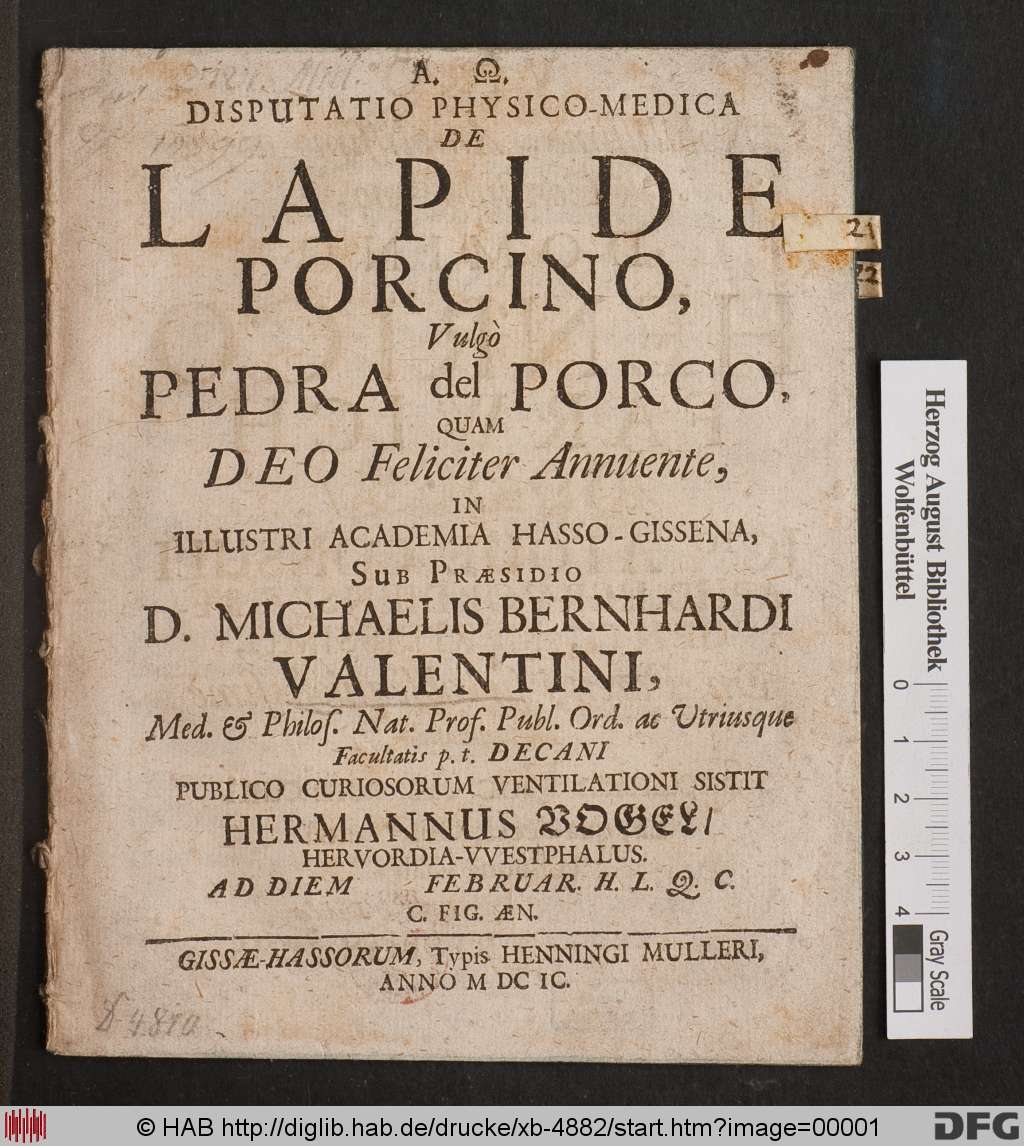 A. Ω.
DISPUTATIO PHYSICO-MEDICA
DE
LAPIDE
PORCINO,
Vulgò
PEDRA del PORCO,
QUAM
DEO Feliciter Annuente,
IN
ILLUSTRI ACADEMIA HASSO-GISSENA,
SUB PRÆSIDIO
D. MICHAELIS BERNHARDI
VALENTINI,
Med. & Philoſ. Nat. Prof. Publ. Ord. ac Utriusque
Facultatis p. t. DECANI
PUBLICO CURIOSORUM VENTILATIONI SISTIT
HERMANNUS VOGEL/
HERVORDIA-VVESTPHALUS.
AD DIEM FEBRUAR. H. L. Q. C.
C. FIG. ÆN.
GISSÆ-HASSORUM, Typis HENNINGI MULLERI,
ANNO M DC IC.
21
22
Herzog August Bibliothek
Wolfenbüttel
0 1 2 3 4
Gray Scale
© HAB http://diglib.hab.de/drucke/xb-4882/start.htm?image=00001
DFG